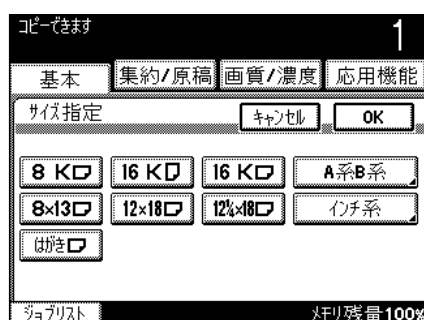 コピーできます 1
基本 集約/原稿 画質/濃度 応用機能
サイズ指定 キャンセル OK
8 K 16 K 16 K A系B系
8×13 12×18 12¼×18 インチ系
はがき
ジョブリスト メモリ残量100%